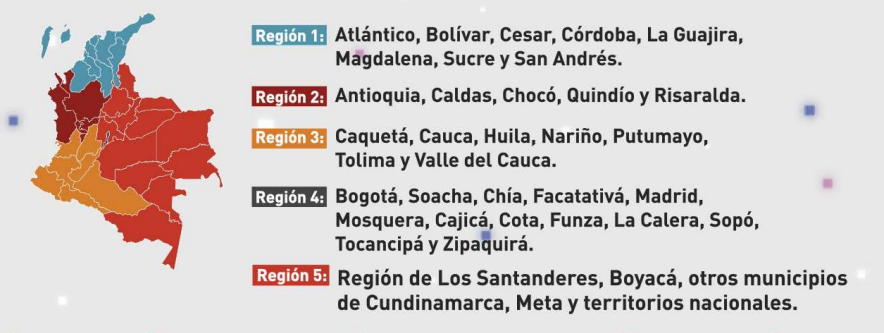 Región 1: Atlántico, Bolívar, Cesar, Córdoba, La Guajira,
Magdalena, Sucre y San Andrés.
Región 2: Antioquia, Caldas, Chocó, Quindío y Risaralda.
Región 3: Caquetá, Cauca, Huila, Nariño, Putumayo,
Tolima y Valle del Cauca.
Región 4: Bogotá, Soacha, Chía, Facatativá, Madrid,
Mosquera, Cajicá, Cota, Funza, La Calera, Sopó,
Tocancipá y Zipaquirá.
Región 5: Región de Los Santanderes, Boyacá, otros municipios
de Cundinamarca, Meta y territorios nacionales.